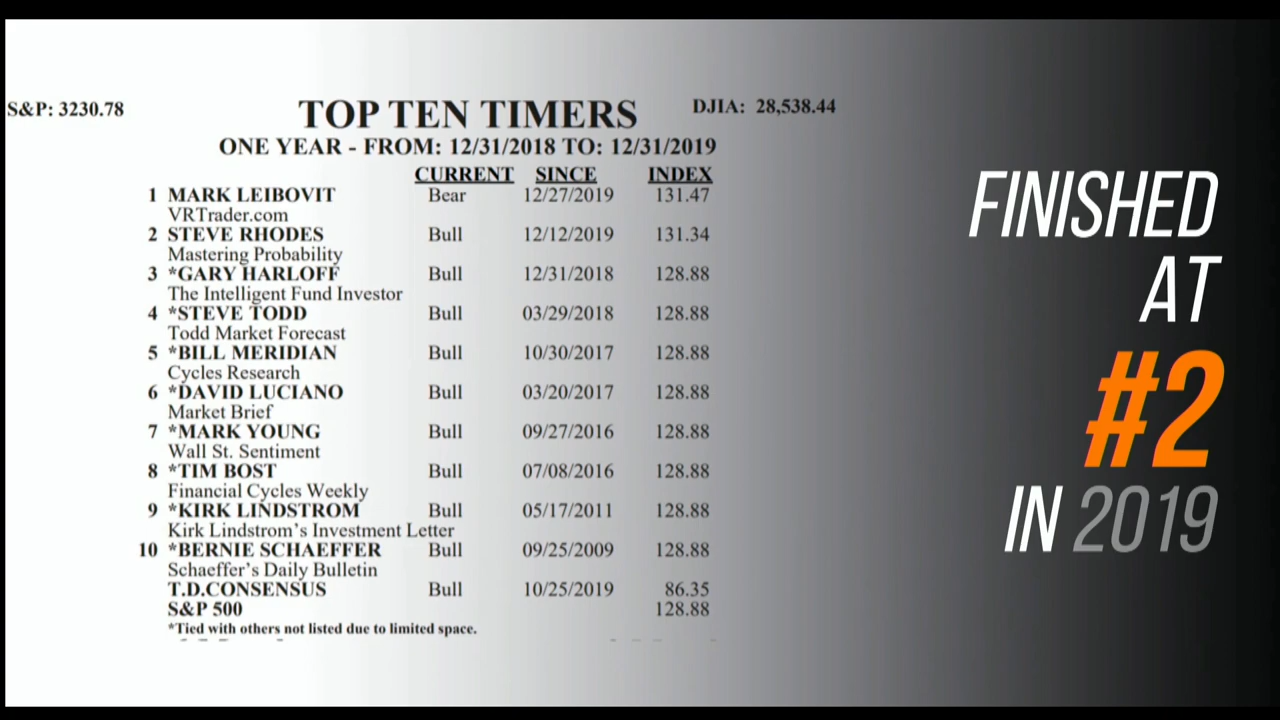 S&P: 3230.78
TOP TEN TIMERS
DJIA: 28,538.44
ONE YEAR - FROM: 12/31/2018 TO: 12/31/2019
CURRENT SINCE INDEX
1 MARK LEIBOVIT Bear 12/27/2019 131.47
VRTrader.com
2 STEVE RHODES Bull 12/12/2019 131.34
Mastering Probability
3 *GARY HARLOFF Bull 12/31/2018 128.88
The Intelligent Fund Investor
4 *STEVE TODD Bull 03/29/2018 128.88
Todd Market Forecast
5 *BILL MERIDIAN Bull 10/30/2017 128.88
Cycles Research
6 *DAVID LUCIANO Bull 03/20/2017 128.88
Market Brief
7 *MARK YOUNG Bull 09/27/2016 128.88
Wall St. Sentiment
8 *TIM BOST Bull 07/08/2016 128.88
Financial Cycles Weekly
9 *KIRK LINDSTROM Bull 05/17/2011 128.88
Kirk Lindstrom's Investment Letter
10 *BERNIE SCHAEFFER Bull 09/25/2009 128.88
Schaeffer's Daily Bulletin
T.D.CONSENSUS Bull 10/25/2019 86.35
S&P 500 128.88
*Tied with others not listed due to limited space.
FINISHED
AT
#2
IN 2019